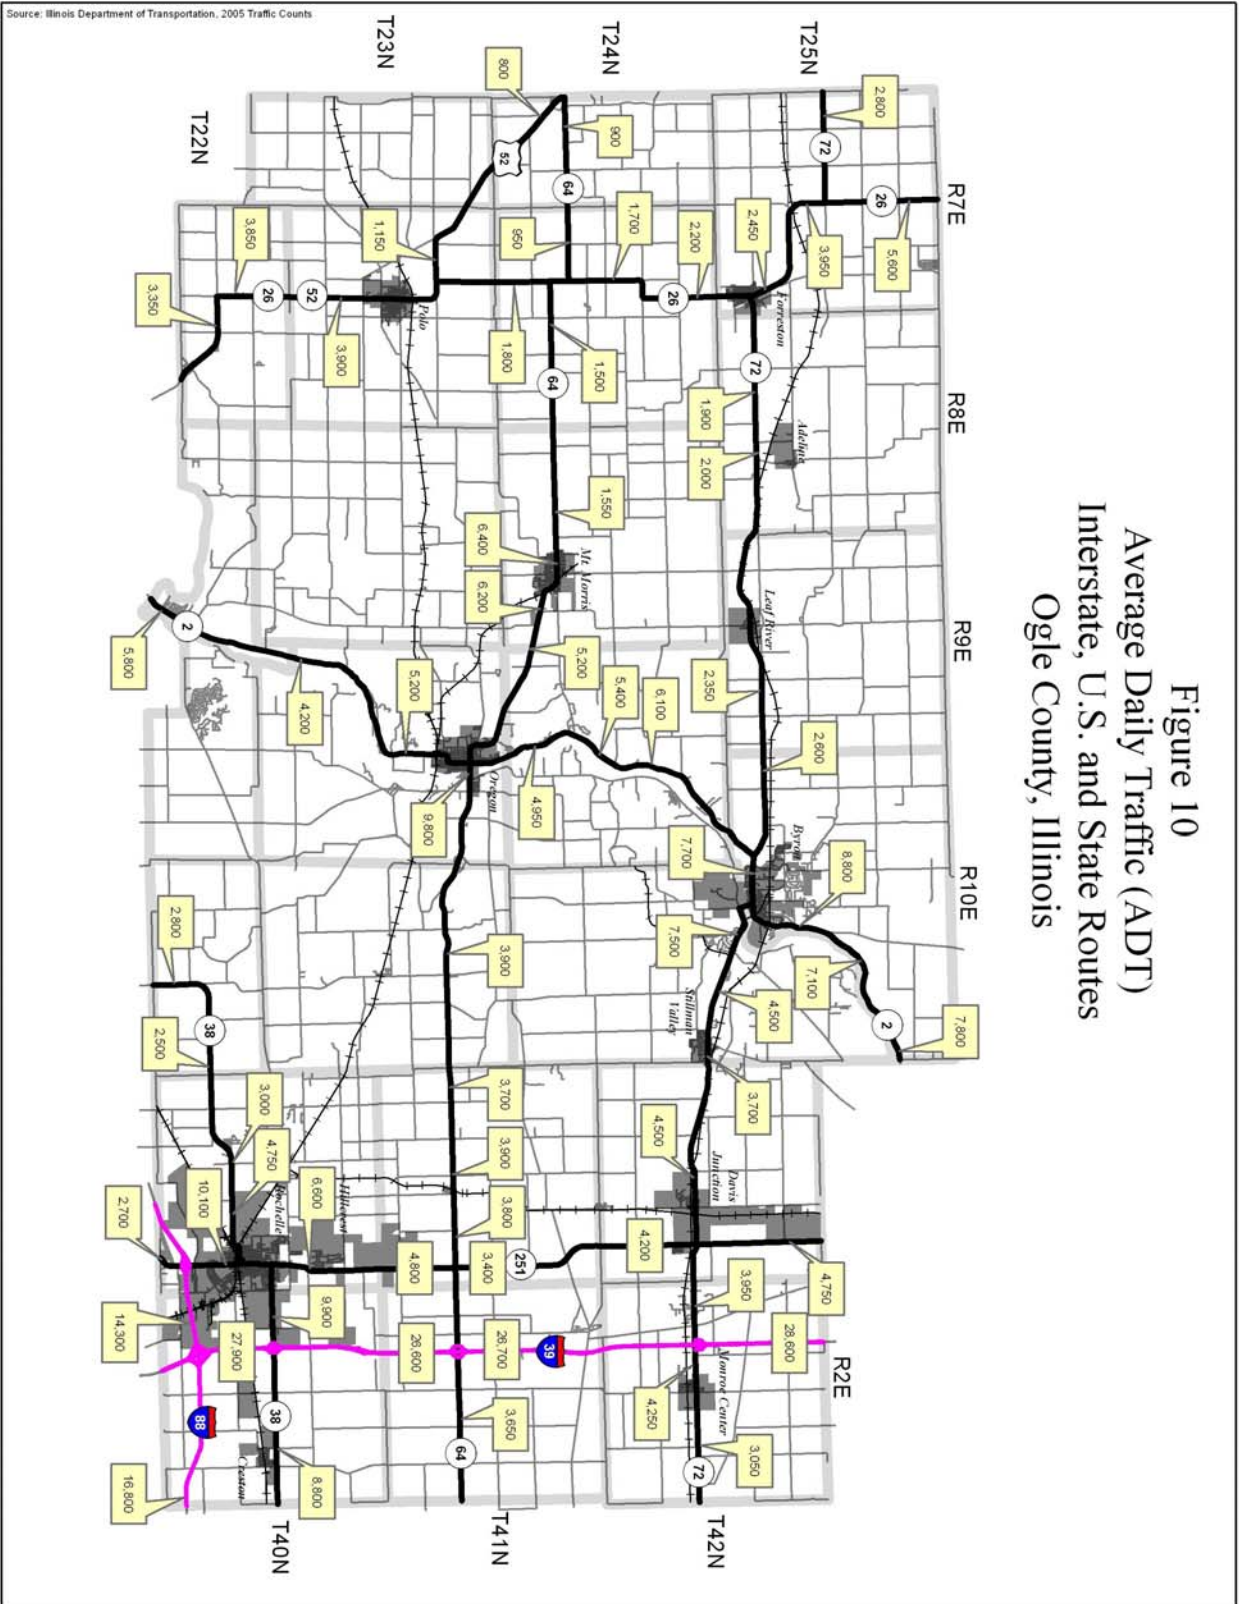 Figure 10
Average Daily Traffic (ADT)
Interstate, U.S. and State Routes
Ogle County, Illinois
R7E
R8E
R9E
R10E
R2E
T25N
T24N
T23N
T22N
T42N
T41N
T40N
2,800
72
26
5,600
3,950
2,450
2,200
1,700
900
800
52
64
950
1,150
3,850
3,350
26
52
3,900
1,800
1,500
64
26
72
1,900
2,000
1,550
6,400
6,200
5,200
5,400
6,100
2,350
2,600
4,950
9,800
5,200
4,200
2
5,800
7,700
8,800
7,500
7,100
4,500
2
7,800
3,700
4,500
3,900
3,700
3,900
3,800
2,800
38
2,500
3,000
4,750
10,100
6,600
2,700
4,800
3,400
251
4,200
4,750
3,950
28,600
39
26,700
26,600
9,900
27,900
14,300
4,250
3,050
72
3,650
64
38
88
8,800
16,800
Forreston
Adeline
Leaf River
Byron
Stillman
Valley
Davis
Junction
Monroe Center
Polo
Mt. Morris
Oregon
Hillcrest
Rochelle
Creston
Source: Illinois Department of Transportation, 2005 Traffic Counts